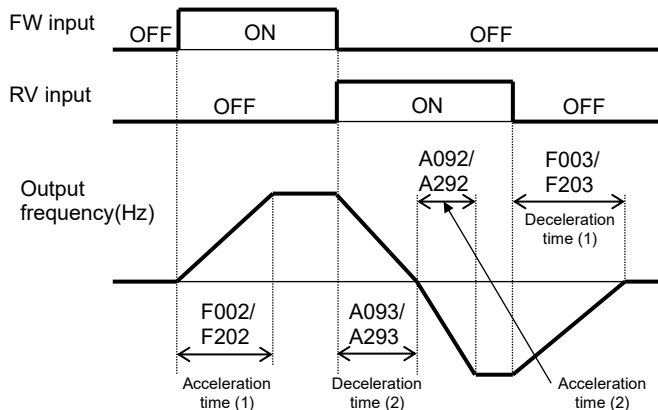 FW input
OFF
ON
OFF
RV input
OFF
ON
OFF
A092/
A292
F003/
F203
Output
frequency(Hz)
Deceleration
time (1)
F002/
F202
A093/
A293
Acceleration
time (1)
Deceleration
time (2)
Acceleration
time (2)